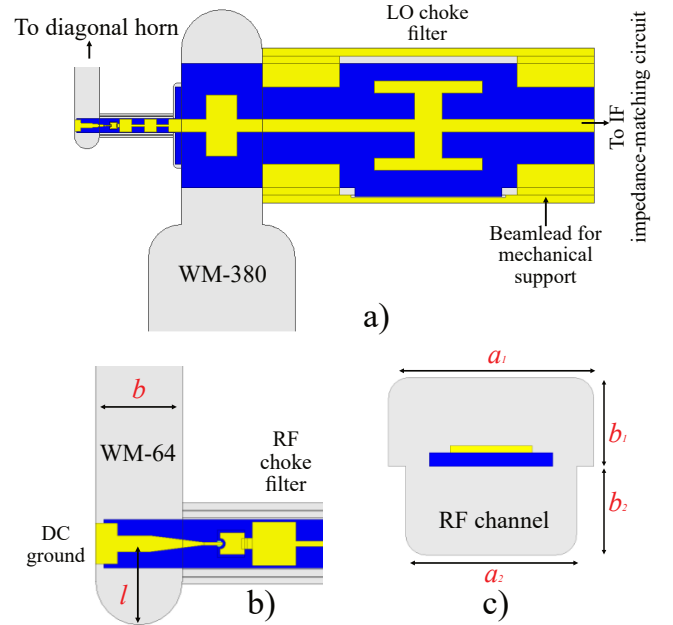 To diagonal horn
LO choke
filter
To IF
impedance-matching circuit
WM-380
Beamlead for
mechanical
support
a)
b
WM-64
RF
choke
filter
DC
ground
l
b)
a1
b1
b2
RF channel
a2
c)